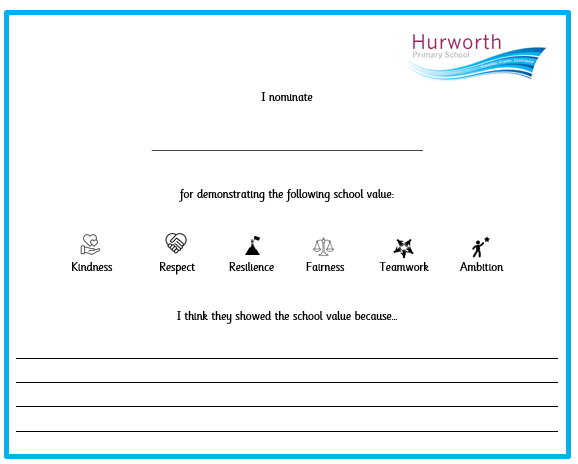 Hurworth
Primary School
I nominate
for demonstrating the following school value:
Kindness Respect Resilience Fairness Teamwork Ambition
I think they showed the school value because...